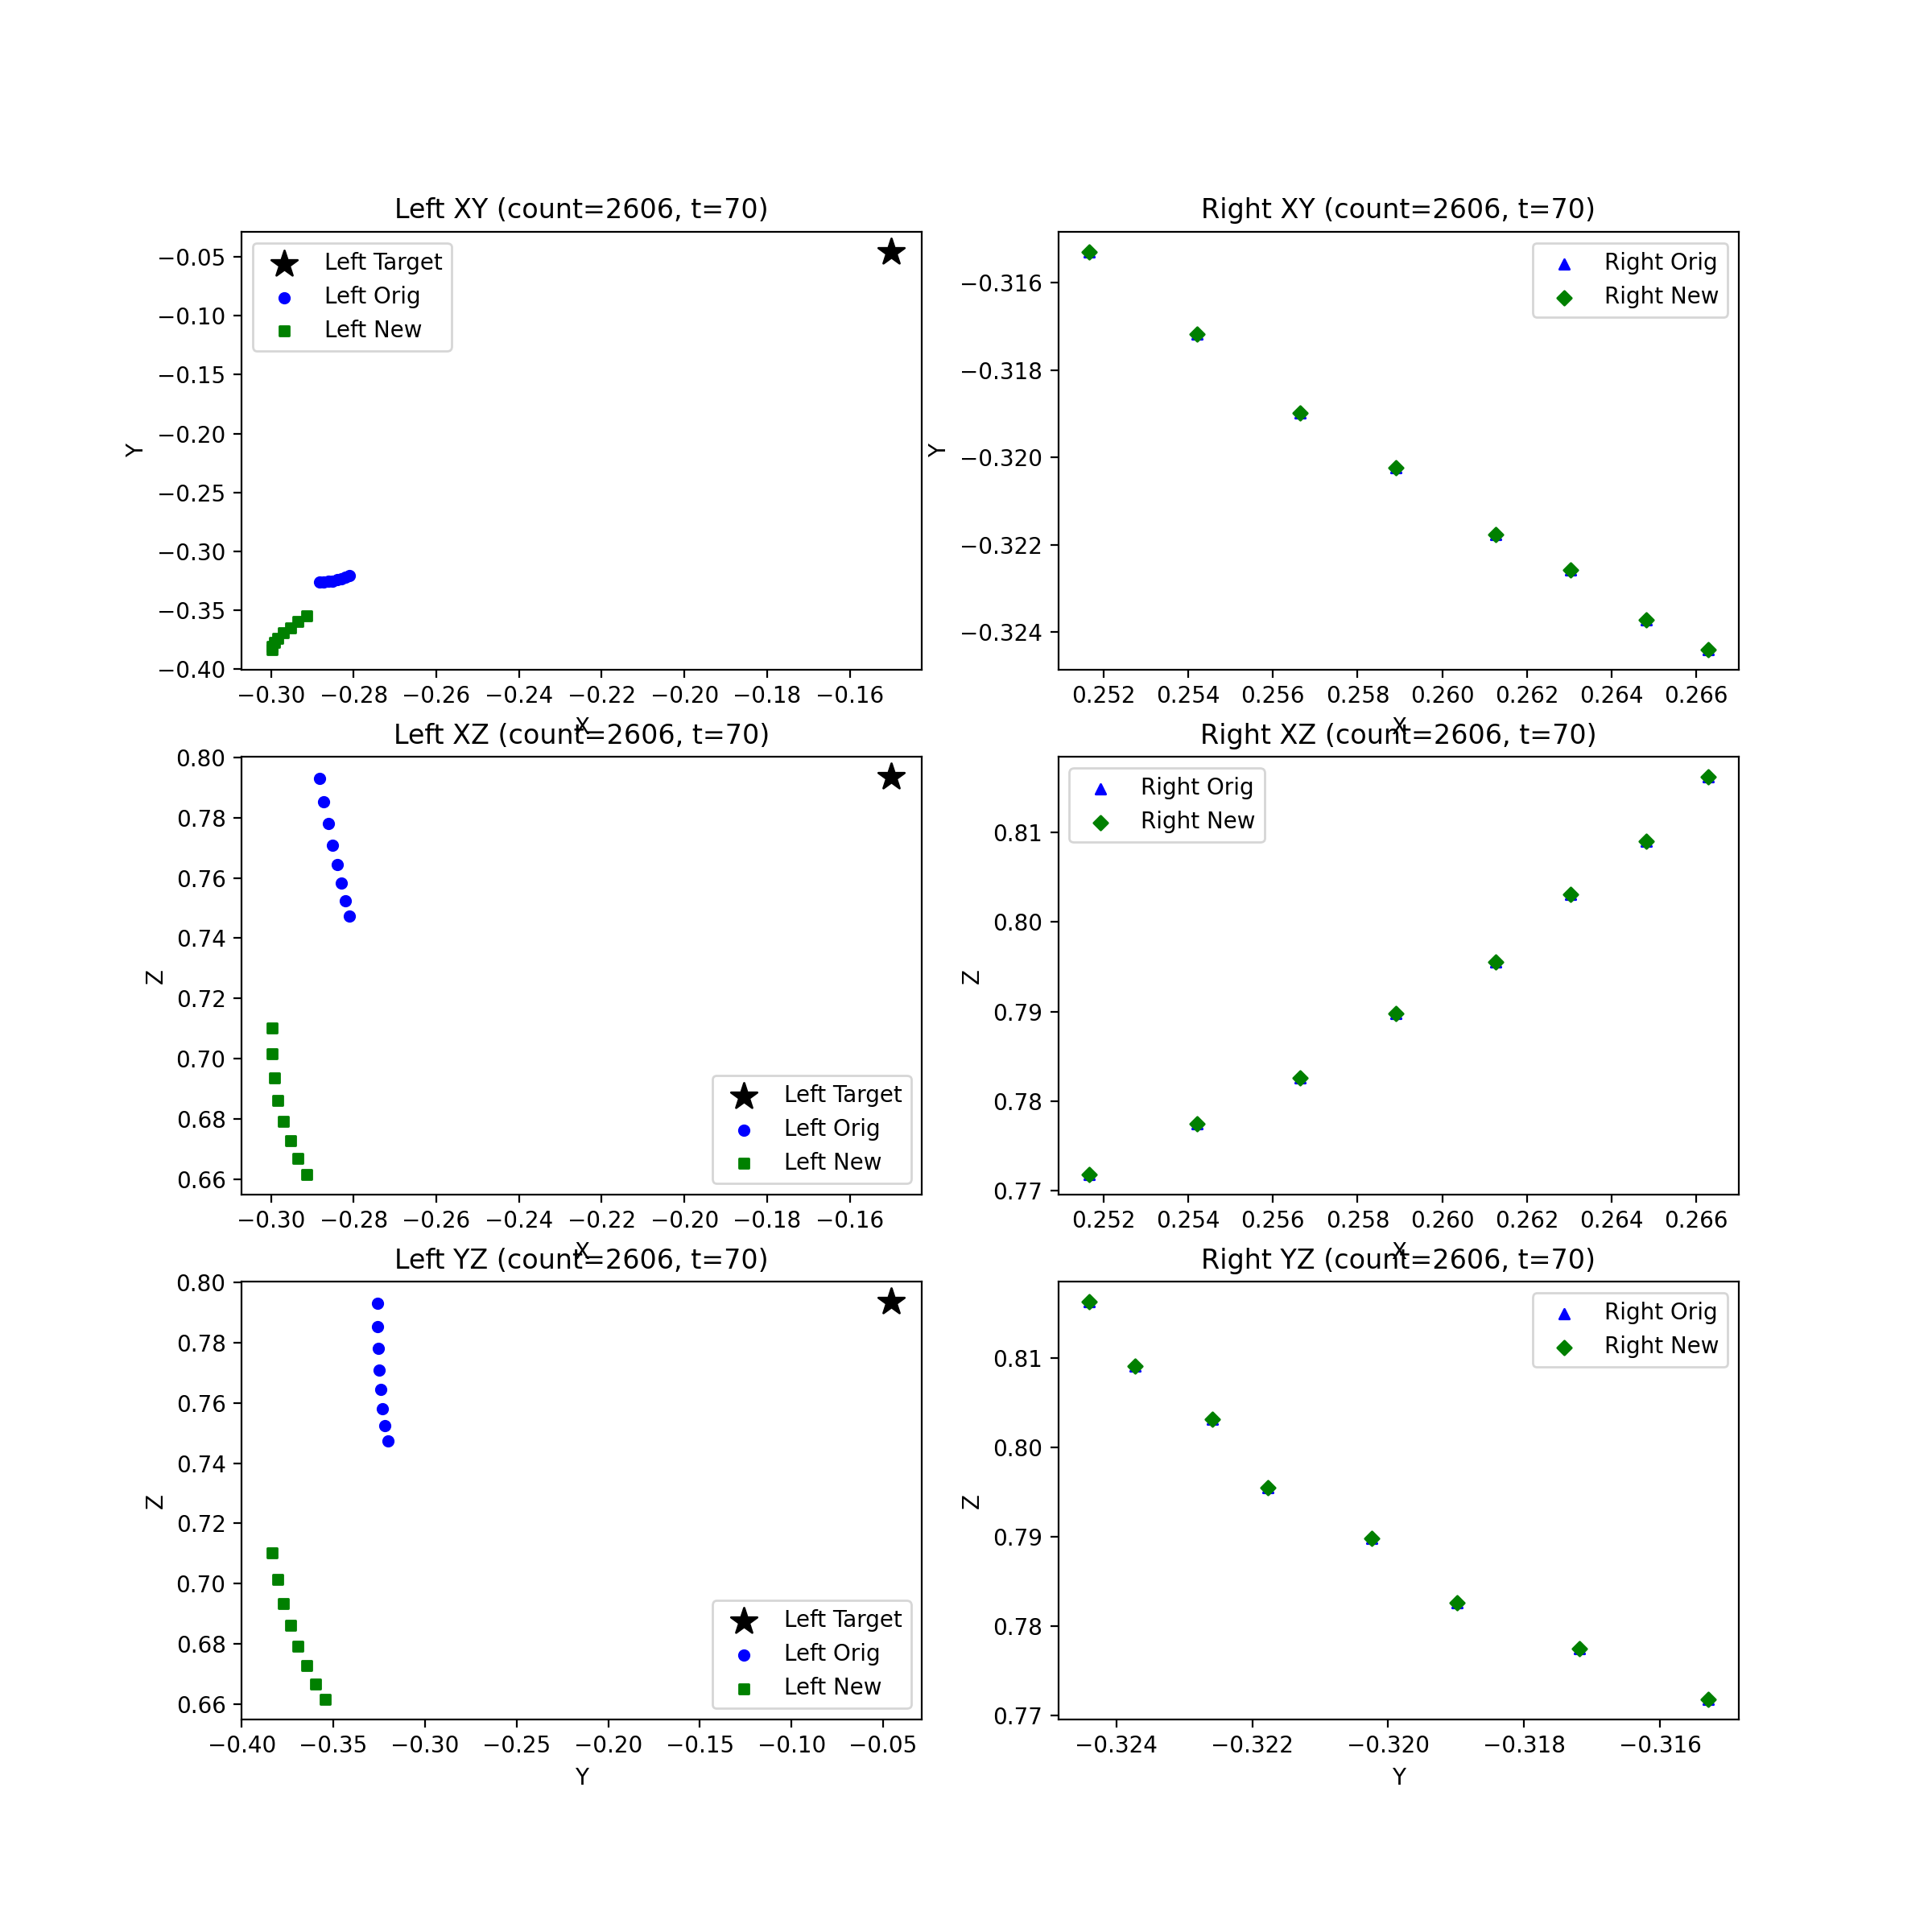 Left XY (count=2606, t=70)
Left Target
Left Orig
Left New
−0.05
−0.10
−0.15
−0.20
−0.25
−0.30
−0.35
−0.40
Y
−0.30 −0.28 −0.26 −0.24 −0.22 −0.20 −0.18 −0.16
X
Right XY (count=2606, t=70)
Right Orig
Right New
−0.316
−0.318
−0.320
−0.322
−0.324
Y
0.252 0.254 0.256 0.258 0.260 0.262 0.264 0.266
X
Left XZ (count=2606, t=70)
0.80
0.78
0.76
0.74
0.72
0.70
0.68
0.66
Z
Left Target
Left Orig
Left New
−0.30 −0.28 −0.26 −0.24 −0.22 −0.20 −0.18 −0.16
X
Right XZ (count=2606, t=70)
Right Orig
Right New
0.81
0.80
0.79
0.78
0.77
Z
0.252 0.254 0.256 0.258 0.260 0.262 0.264 0.266
X
Left YZ (count=2606, t=70)
0.80
0.78
0.76
0.74
0.72
0.70
0.68
0.66
Z
Left Target
Left Orig
Left New
−0.40 −0.35 −0.30 −0.25 −0.20 −0.15 −0.10 −0.05
Y
Right YZ (count=2606, t=70)
Right Orig
Right New
0.81
0.80
0.79
0.78
0.77
Z
−0.324 −0.322 −0.320 −0.318 −0.316
Y